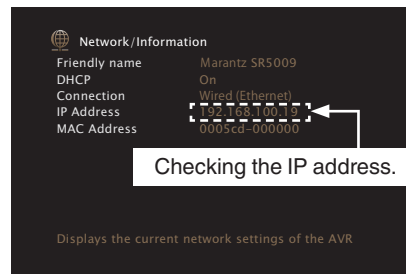 Network/Information
Friendly name Marantz SR5009
DHCP On
Connection Wired (Ethernet)
IP Address 192.168.100.19
MAC Address 0005cd-000000
Checking the IP address.
Displays the current network settings of the AVR